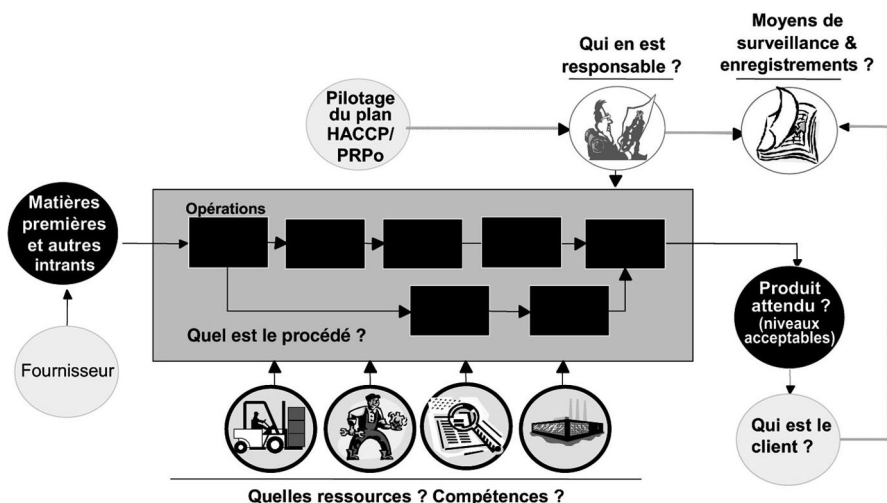 Qui en est
responsable ?
Moyens de
surveillance &
enregistrements ?
Pilotage
du plan
HACCP/
PRPo
Matières
premières
et autres
intrants
Opérations
Quel est le procédé ?
Produit
attendu ?
(niveaux
acceptables)
Fournisseur
Qui est le
client ?
Quelles ressources ? Compétences ?